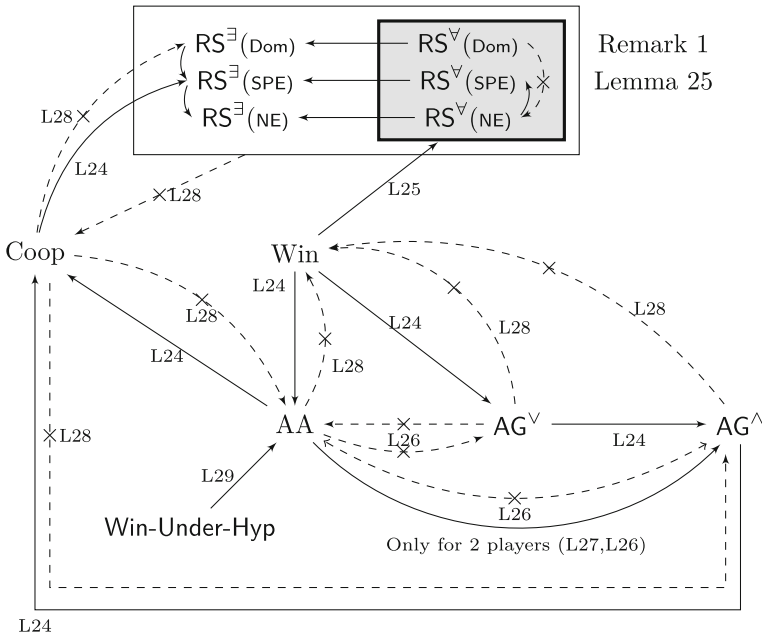 RS∃(Dom) RS∀(Dom) Remark 1
RS∃(SPE) RS∀(SPE) Lemma 25
RS∃(NE) RS∀(NE)
L28
L24
L28
L25
Coop
Win
L24
L28
L24
L28
L28
L24
L28
AA
AG∨
AG∧
L28
L26
L24
L29
L26
Win-Under-Hyp
Only for 2 players (L27,L26)
L24